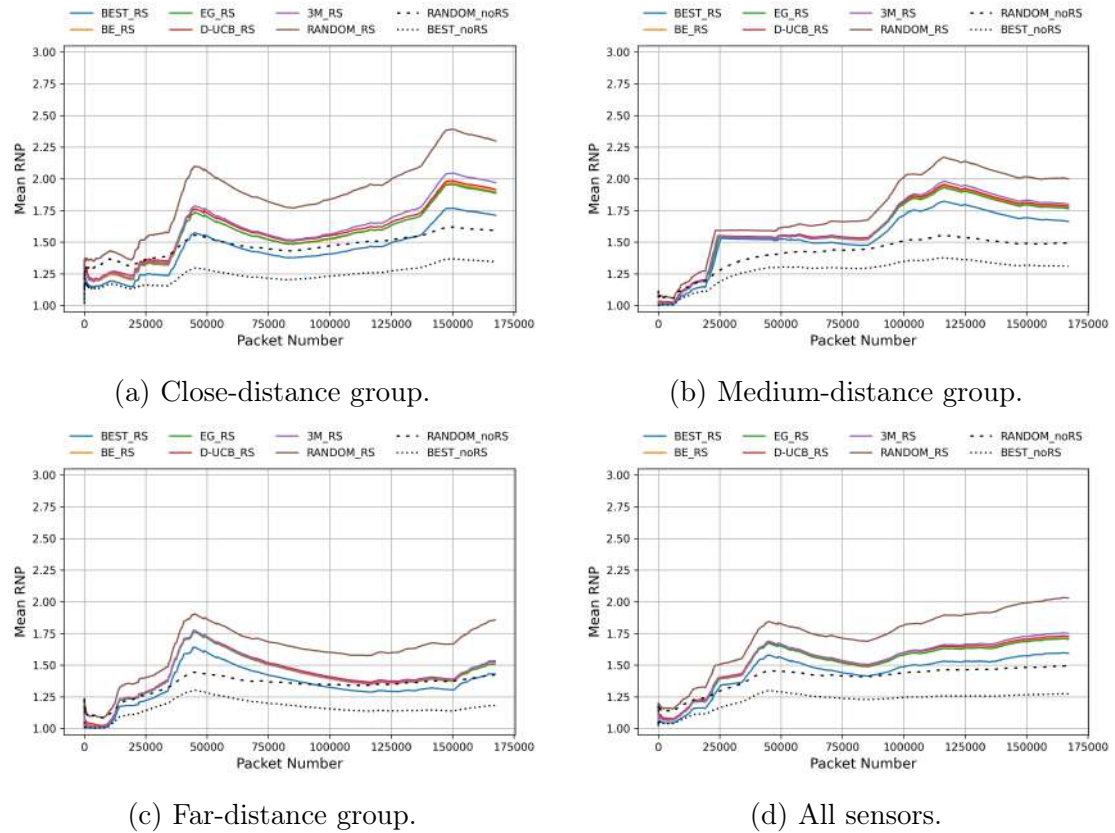 BEST_RS EG_RS 3M_RS RANDOM_noRS
BE_RS D-UCB_RS RANDOM_RS BEST_noRS
3.00
2.75
2.50
2.25
2.00
1.75
1.50
1.25
1.00
Mean RNP
0 25000 50000 75000 100000 125000 150000 175000
Packet Number
(a) Close-distance group.
BEST_RS EG_RS 3M_RS RANDOM_noRS
BE_RS D-UCB_RS RANDOM_RS BEST_noRS
3.00
2.75
2.50
2.25
2.00
1.75
1.50
1.25
1.00
Mean RNP
0 25000 50000 75000 100000 125000 150000 175000
Packet Number
(b) Medium-distance group.
BEST_RS EG_RS 3M_RS RANDOM_noRS
BE_RS D-UCB_RS RANDOM_RS BEST_noRS
3.00
2.75
2.50
2.25
2.00
1.75
1.50
1.25
1.00
Mean RNP
0 25000 50000 75000 100000 125000 150000 175000
Packet Number
(c) Far-distance group.
BEST_RS EG_RS 3M_RS RANDOM_noRS
BE_RS D-UCB_RS RANDOM_RS BEST_noRS
3.00
2.75
2.50
2.25
2.00
1.75
1.50
1.25
1.00
Mean RNP
0 25000 50000 75000 100000 125000 150000 175000
Packet Number
(d) All sensors.